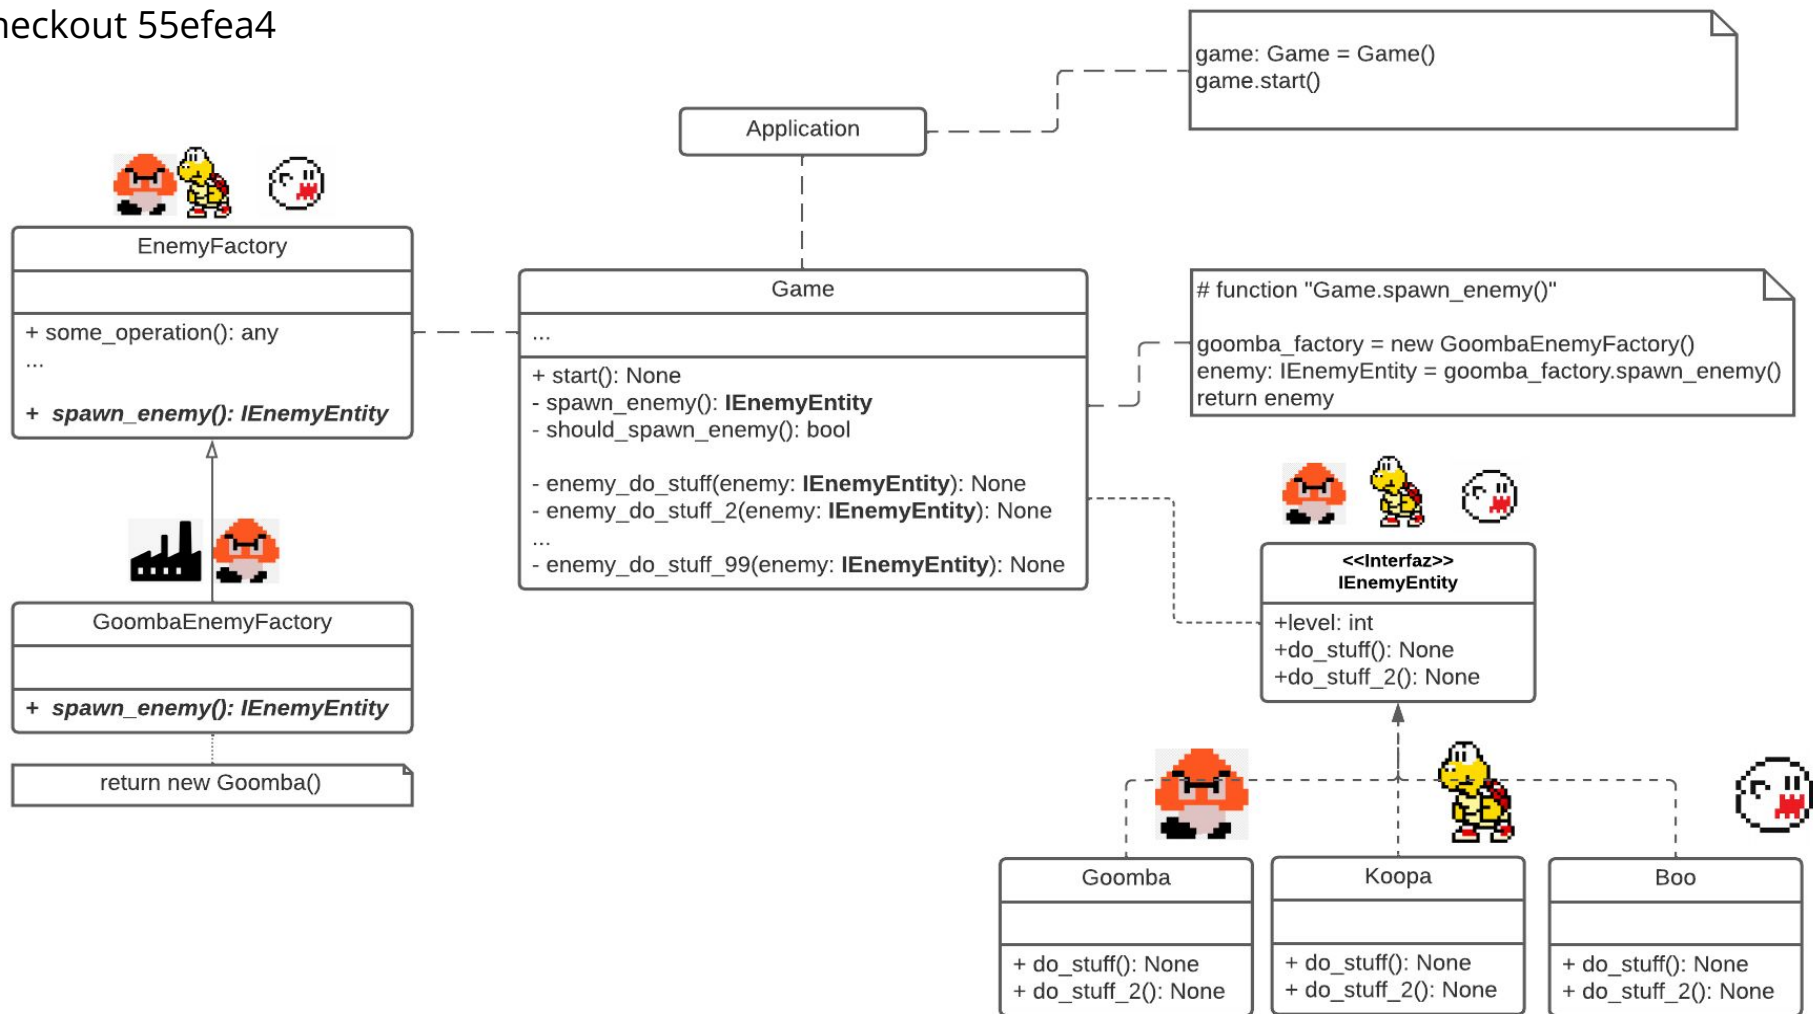 heckout 55efea4
game: Game = Game()
game.start()
Application
EnemyFactory
+ some_operation(): any
...
+ spawn_enemy(): IEnemyEntity
Game
...
+ start(): None
- spawn_enemy(): IEnemyEntity
- should_spawn_enemy(): bool
- enemy_do_stuff(enemy: IEnemyEntity): None
- enemy_do_stuff_2(enemy: IEnemyEntity): None
...
- enemy_do_stuff_99(enemy: IEnemyEntity): None
# function "Game.spawn_enemy()"
goomba_factory = new GoombaEnemyFactory()
enemy: IEnemyEntity = goomba_factory.spawn_enemy()
return enemy
GoombaEnemyFactory
+ spawn_enemy(): IEnemyEntity
return new Goomba()
<<Interfaz>>
IEnemyEntity
+level: int
+do_stuff(): None
+do_stuff_2(): None
Goomba
+ do_stuff(): None
+ do_stuff_2(): None
Koopa
+ do_stuff(): None
+ do_stuff_2(): None
Boo
+ do_stuff(): None
+ do_stuff_2(): None